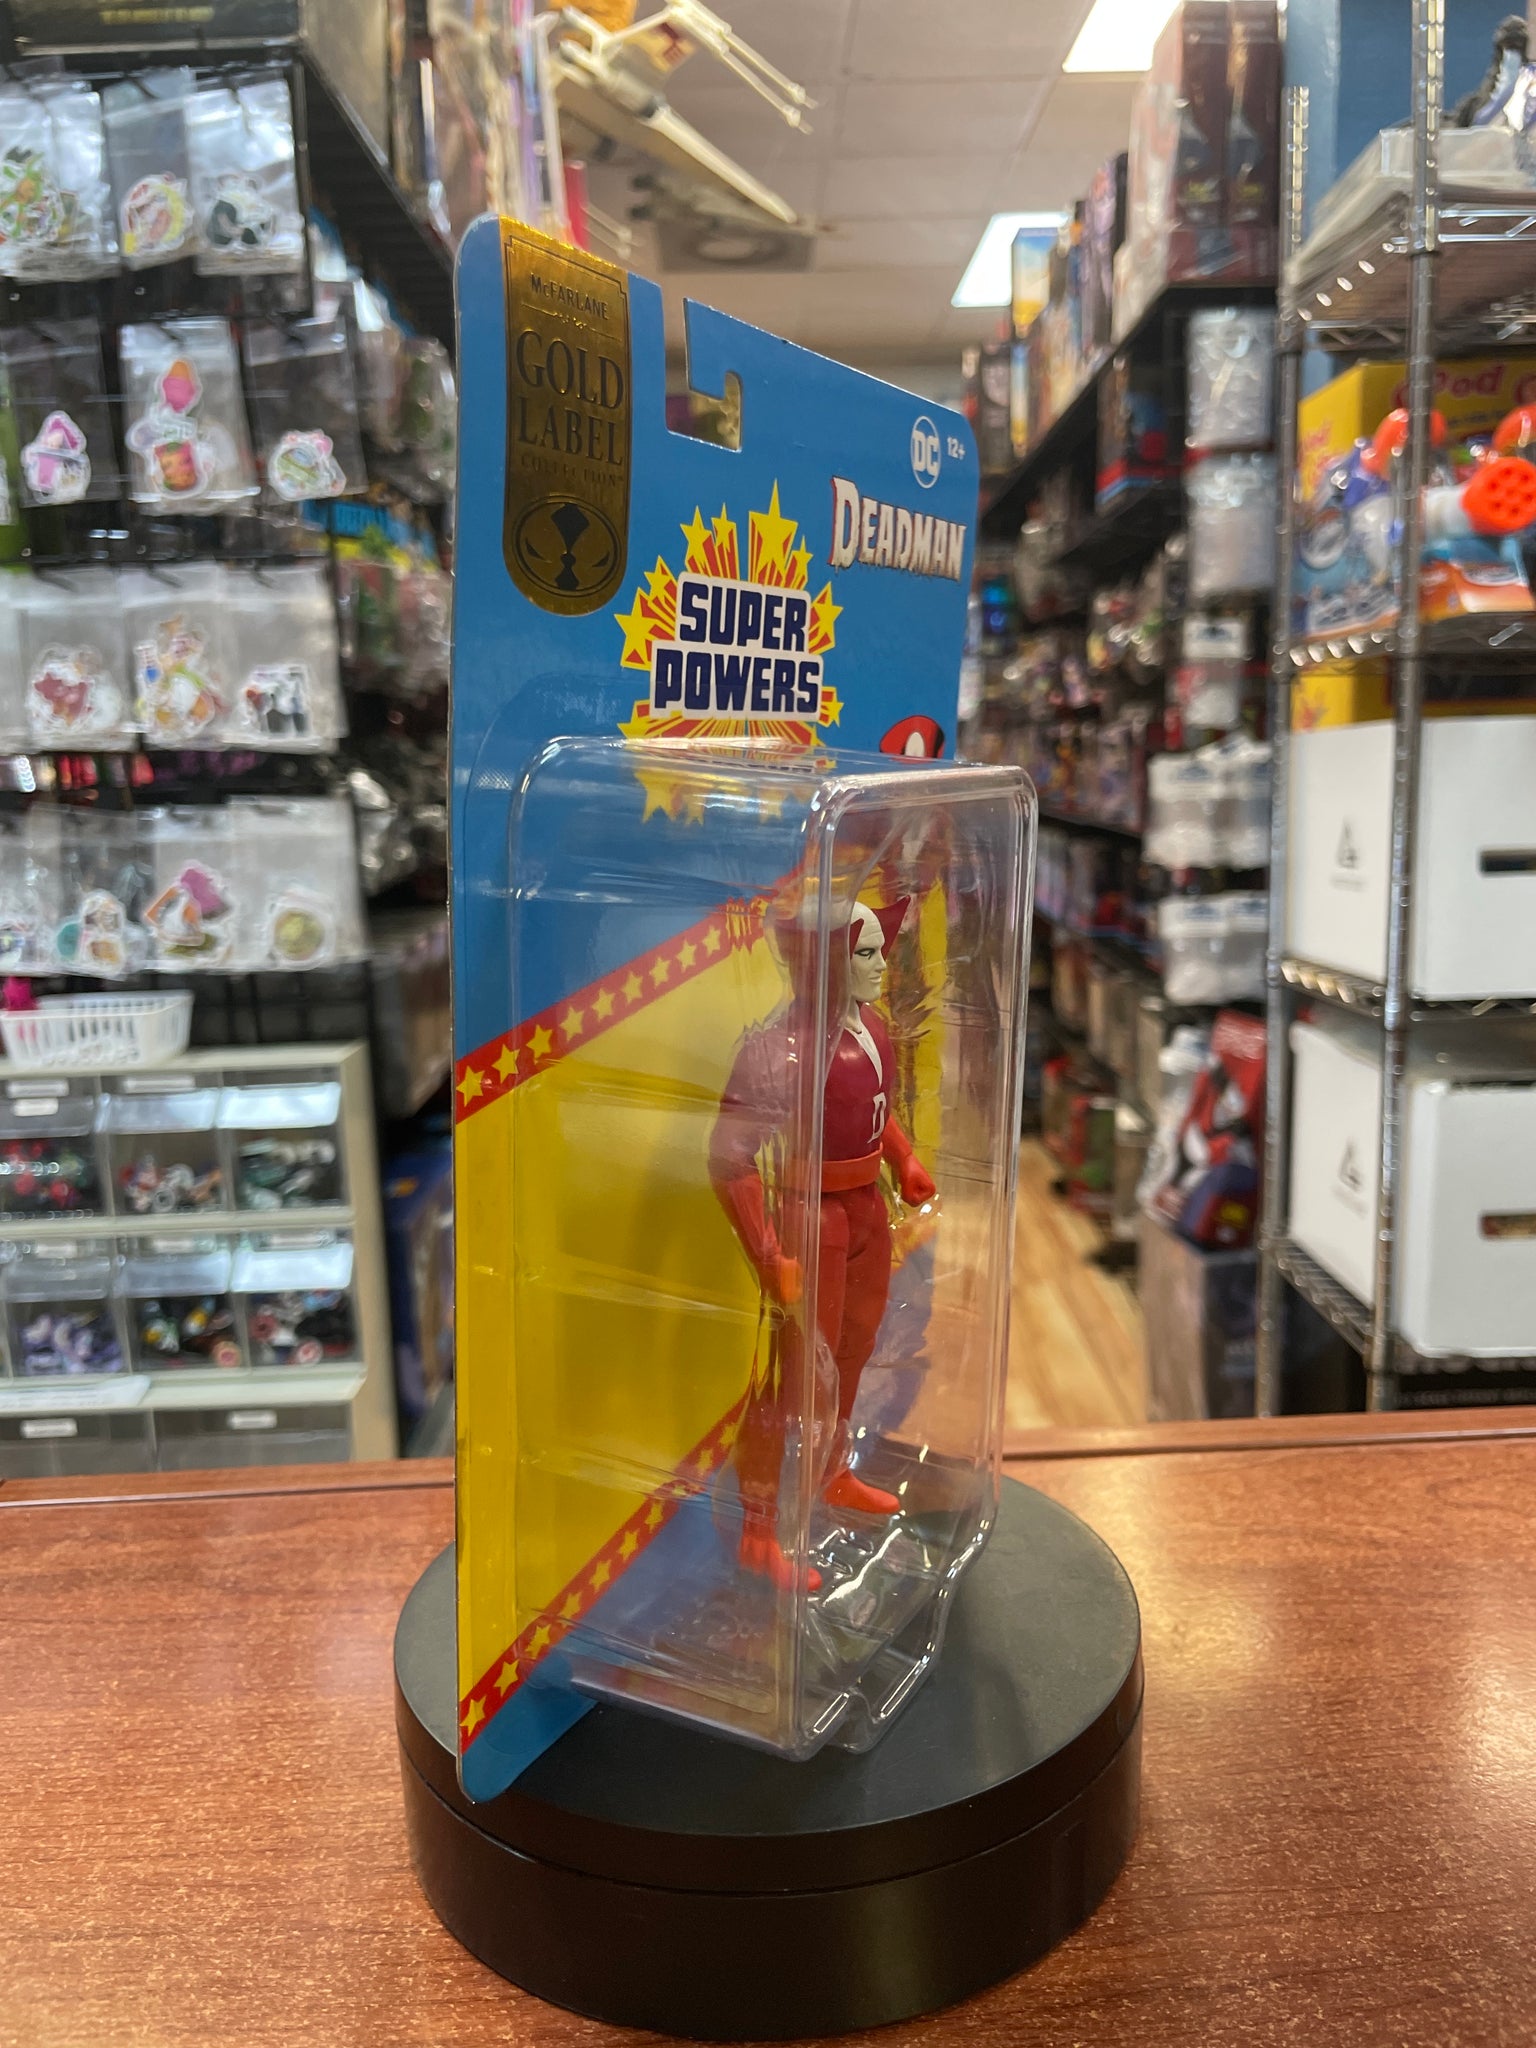 McFARLANE
GOLD
LABEL
COLLECTION
DC
12+
DEADMAN
SUPER
POWERS
D